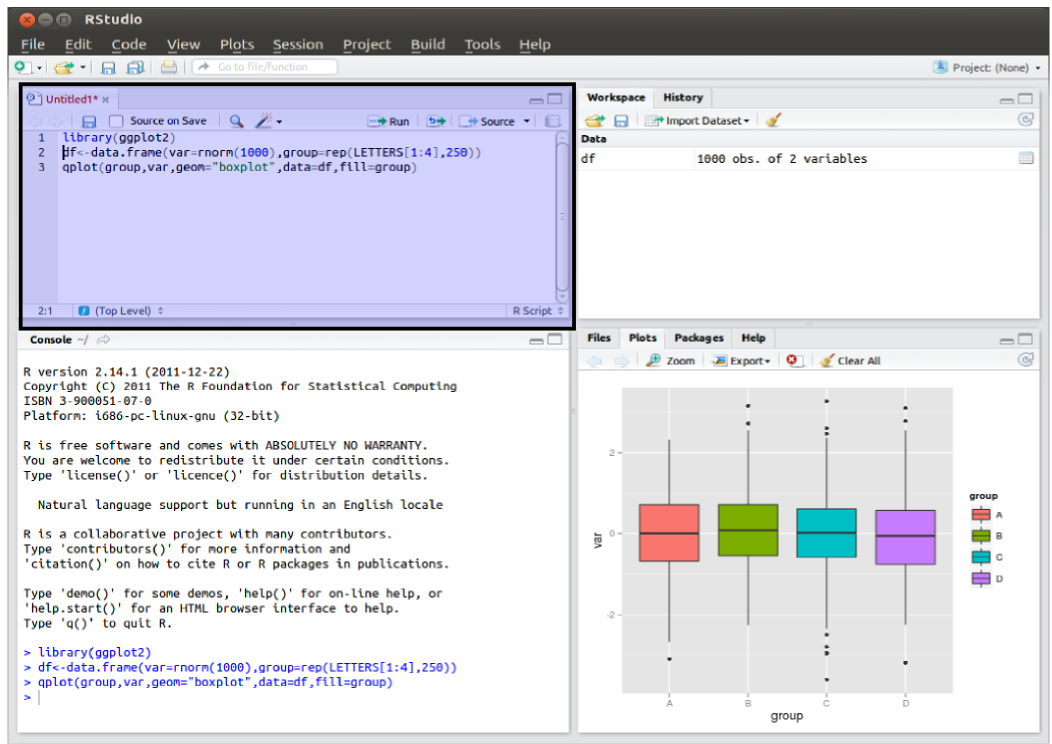 RStudio
File Edit Code View Plots Session Project Build Tools Help
Go to file/function
Project: (None)
Untitled1*
Source on Save Run Source
1 library(ggplot2)
2 df<-data.frame(var=rnorm(1000),group=rep(LETTERS[1:4],250))
3 qplot(group,var,geom="boxplot",data=df,fill=group)
2:1 (Top Level) R Script
Workspace History
Import Dataset
Data
df 1000 obs. of 2 variables
Console ~/
R version 2.14.1 (2011-12-22)
Copyright (C) 2011 The R Foundation for Statistical Computing
ISBN 3-900051-07-0
Platform: i686-pc-linux-gnu (32-bit)
R is free software and comes with ABSOLUTELY NO WARRANTY.
You are welcome to redistribute it under certain conditions.
Type 'license()' or 'licence()' for distribution details.
Natural language support but running in an English locale
R is a collaborative project with many contributors.
Type 'contributors()' for more information and
'citation()' on how to cite R or R packages in publications.
Type 'demo()' for some demos, 'help()' for on-line help, or
'help.start()' for an HTML browser interface to help.
Type 'q()' to quit R.
> library(ggplot2)
> df<-data.frame(var=rnorm(1000),group=rep(LETTERS[1:4],250))
> qplot(group,var,geom="boxplot",data=df,fill=group)
>
Files Plots Packages Help
Zoom Export Clear All
2
0
-2
var
A B C D
group
group
A
B
C
D